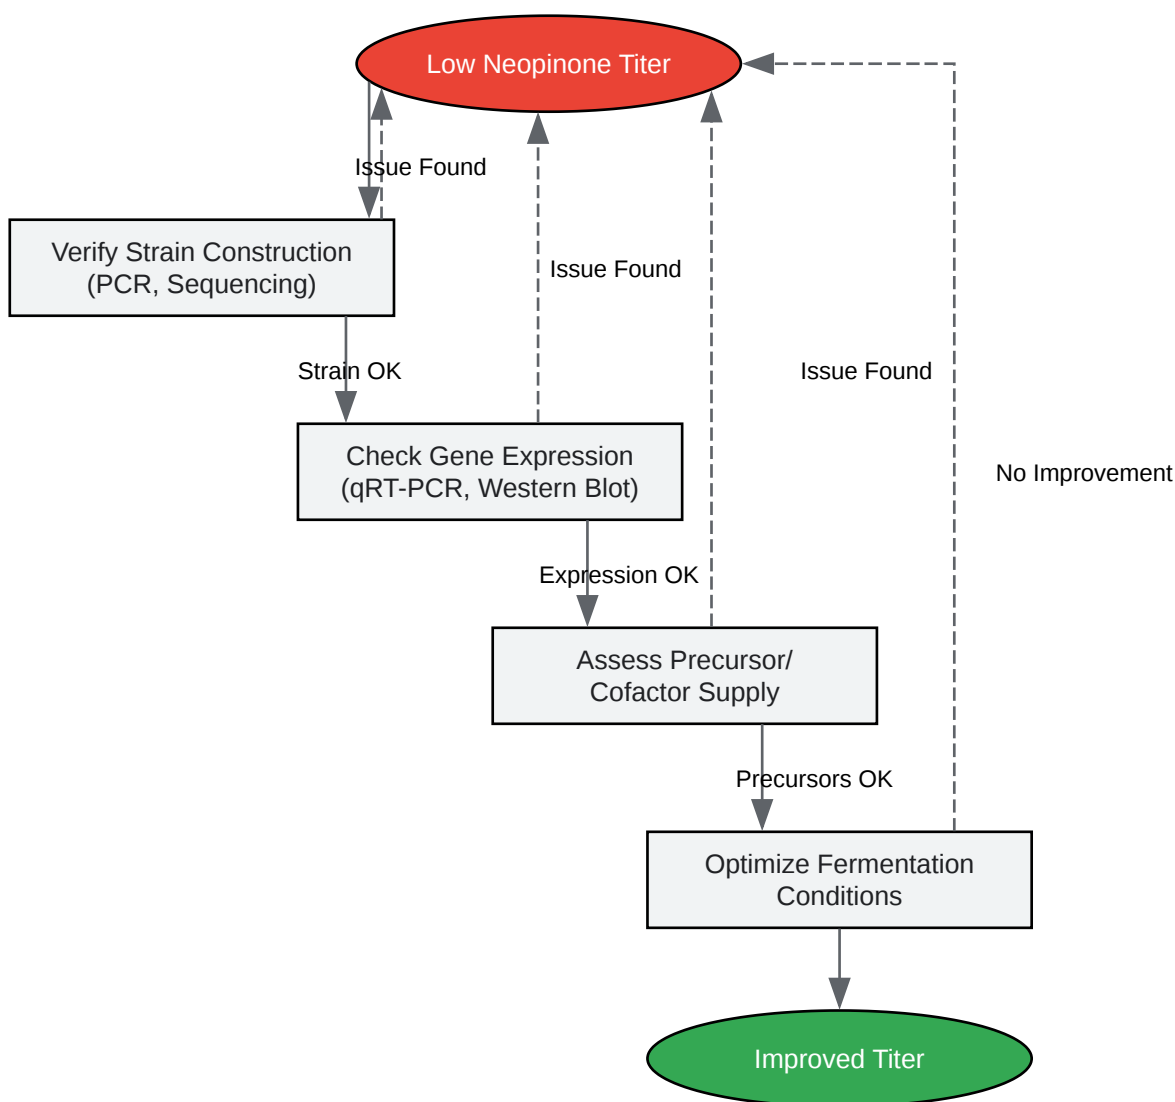 Low Neopinone Titer
Issue Found
Verify Strain Construction
(PCR, Sequencing)
Issue Found
Strain OK
Issue Found
Check Gene Expression
(qRT-PCR, Western Blot)
No Improvement
Expression OK
Assess Precursor/
Cofactor Supply
Precursors OK
Optimize Fermentation
Conditions
Improved Titer